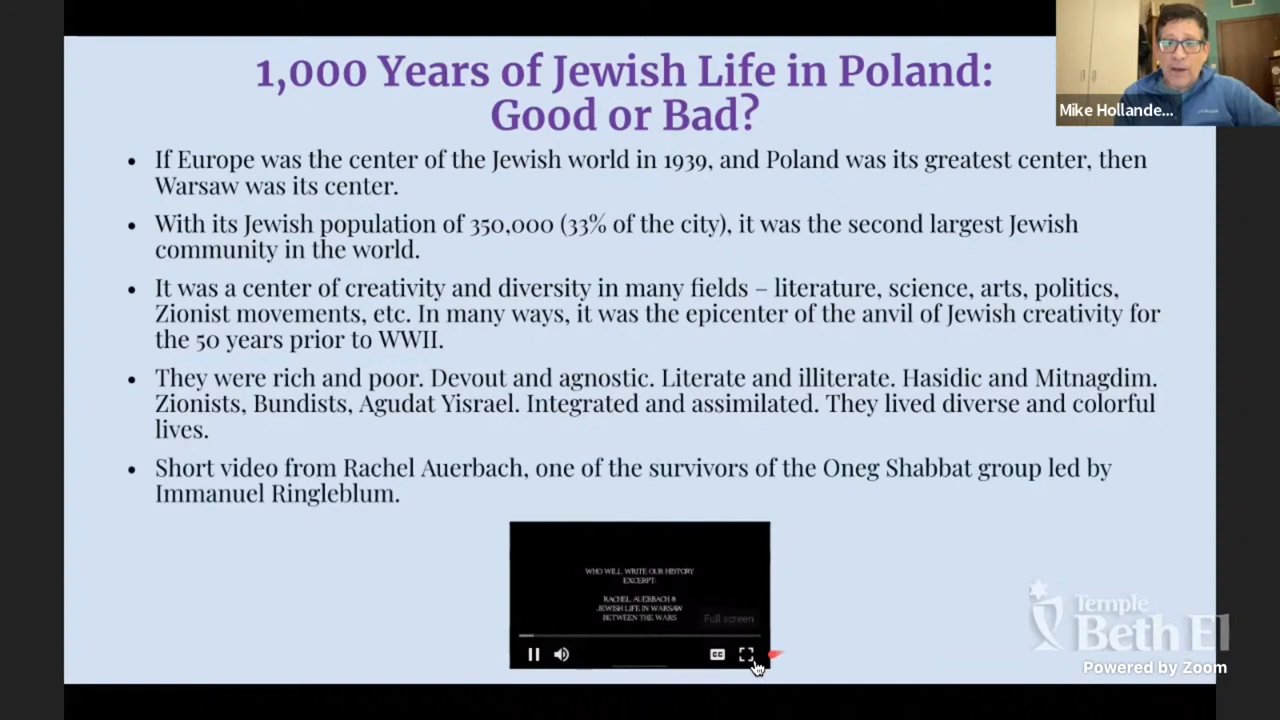 1,000 Years of Jewish Life in Poland:
Good or Bad?
Mike Hollande...
• If Europe was the center of the Jewish world in 1939, and Poland was its greatest center, then
Warsaw was its center.
• With its Jewish population of 350,000 (33% of the city), it was the second largest Jewish
community in the world.
• It was a center of creativity and diversity in many fields – literature, science, arts, politics,
Zionist movements, etc. In many ways, it was the epicenter of the anvil of Jewish creativity for
the 50 years prior to WWII.
• They were rich and poor. Devout and agnostic. Literate and illiterate. Hasidic and Mitnagdim.
Zionists, Bundists, Agudat Yisrael. Integrated and assimilated. They lived diverse and colorful
lives.
• Short video from Rachel Auerbach, one of the survivors of the Oneg Shabbat group led by
Immanuel Ringleblum.
WHO WILL WRITE OUR HISTORY
EXCERPT:
RACHEL AUERBACH &
JEWISH LIFE IN WARSAW
BETWEEN THE WARS
Full screen
CC
Temple
Beth El
Powered by Zoom